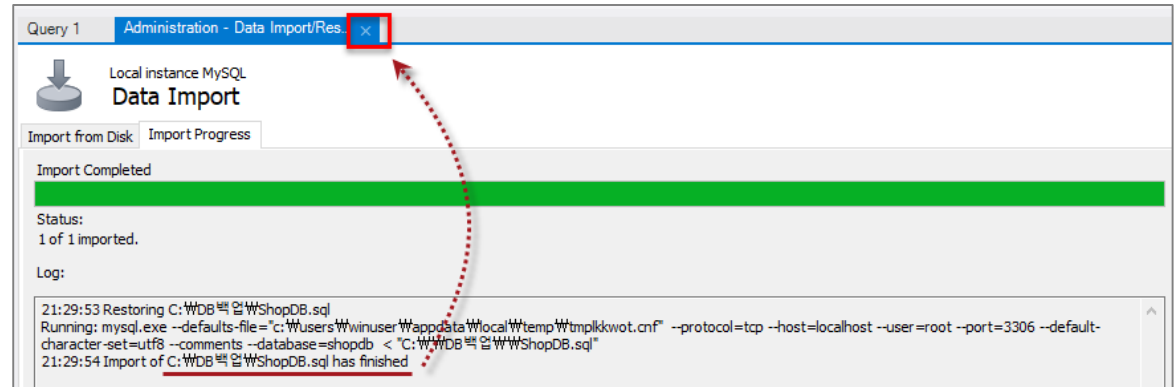 Query 1 Administration - Data Import/Res...
Local instance MySQL
Data Import
Import from Disk Import Progress
Import Completed
Status:
1 of 1 imported.
Log:
21:29:53 Restoring C:₩DB백업₩ShopDB.sql
Running: mysql.exe --defaults-file="c:₩users₩winuser₩appdata₩local₩temp₩tmplkkwot.cnf" --protocol=tcp --host=localhost --user=root --port=3306 --default-
character-set=utf8 --comments --database=shopdb < "C:₩₩DB백업₩₩ShopDB.sql"
21:29:54 Import of C:₩DB백업₩ShopDB.sql has finished